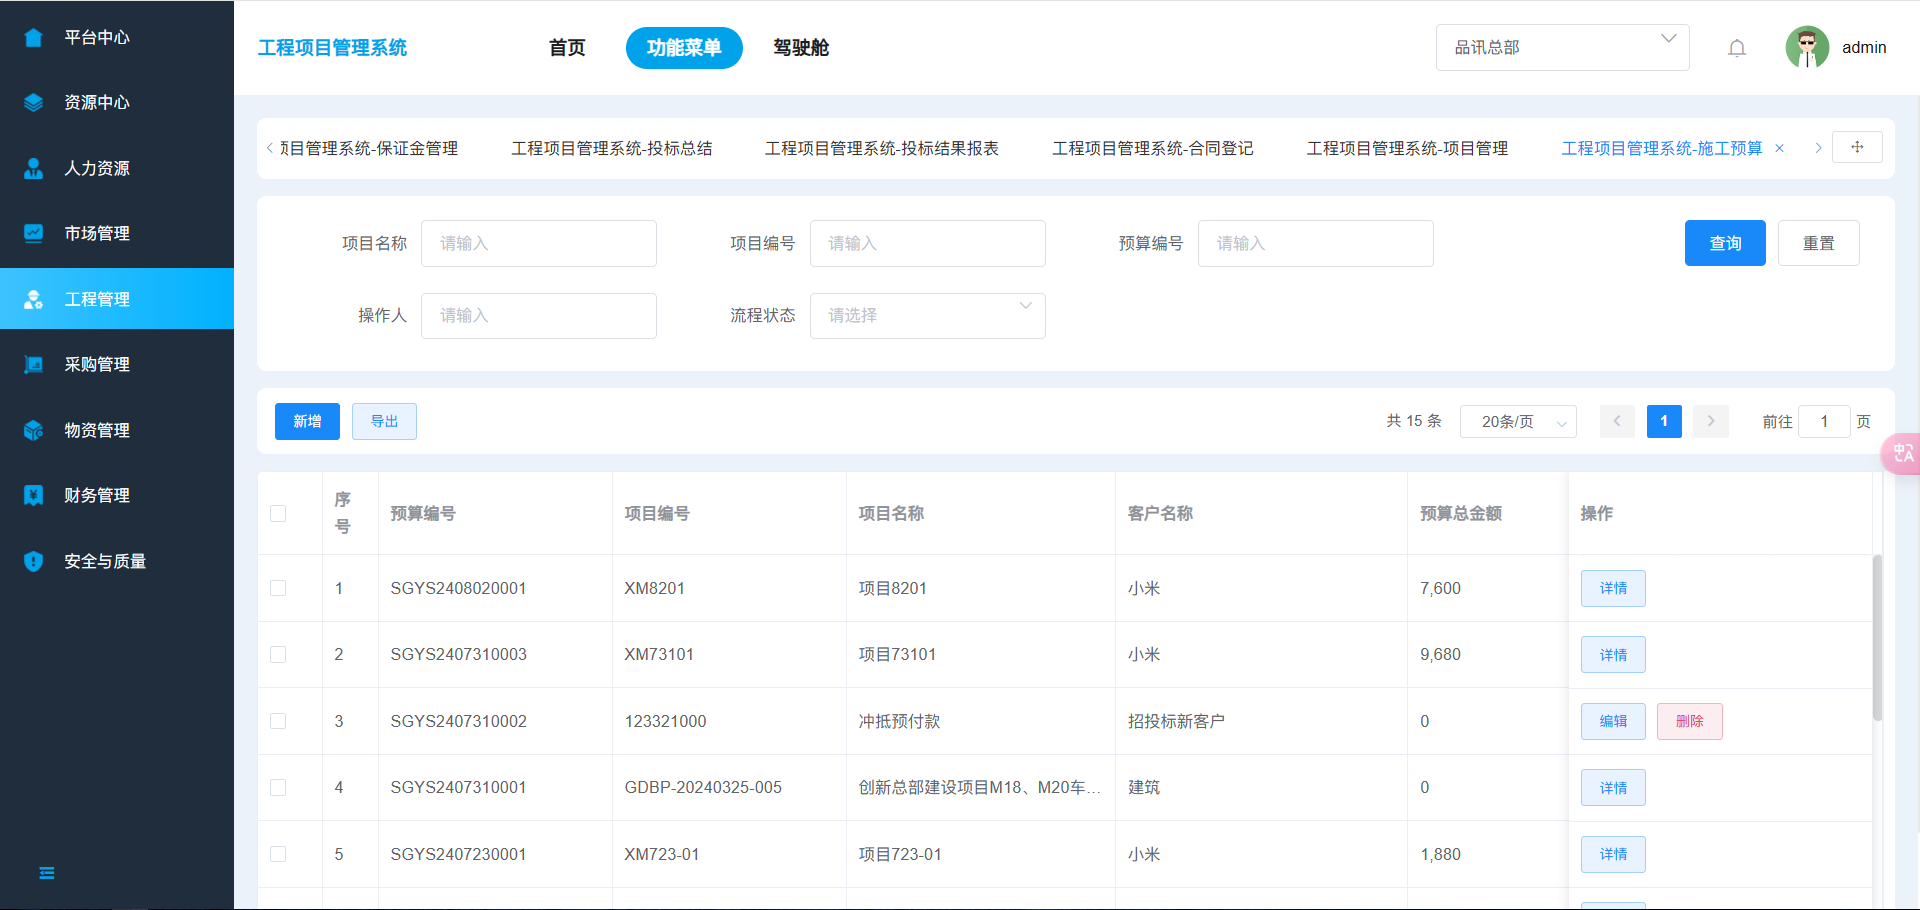 平台中心
资源中心
人力资源
市场管理
工程管理
采购管理
物资管理
财务管理
安全与质量
工程项目管理系统
首页
功能菜单
驾驶舱
品讯总部
admin
项目管理系统-保证金管理
工程项目管理系统-投标总结
工程项目管理系统-投标结果报表
工程项目管理系统-合同登记
工程项目管理系统-项目管理
工程项目管理系统-施工预算
项目名称 请输入
项目编号 请输入
预算编号 请输入
查询
重置
操作人 请输入
流程状态 请选择
新增
导出
共 15 条
20条/页
1
前往 1 页
中A
序号 预算编号 项目编号 项目名称 客户名称 预算总金额 操作
1 SGYS2408020001 XM8201 项目8201 小米 7,600 详情
2 SGYS2407310003 XM73101 项目73101 小米 9,680 详情
3 SGYS2407310002 123321000 冲抵预付款 招投标新客户 0 编辑 删除
4 SGYS2407310001 GDBP-20240325-005 创新总部建设项目M18、M20车... 建筑 0 详情
5 SGYS2407230001 XM723-01 项目723-01 小米 1,880 详情